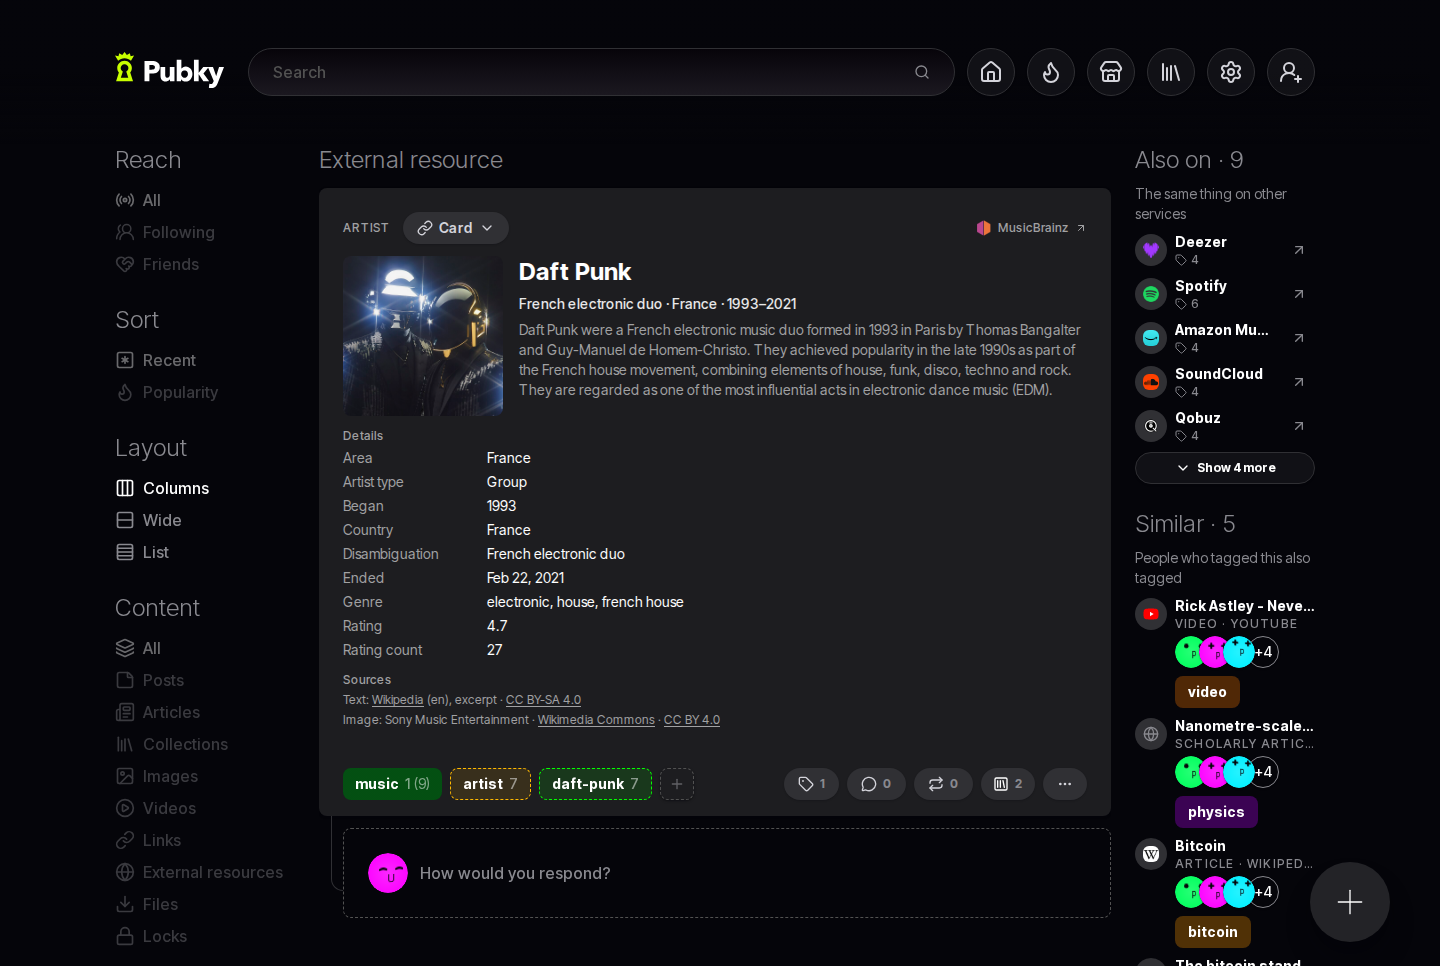 Pubky
Search
Reach
All
Following
Friends
Sort
Recent
Popularity
Layout
Columns
Wide
List
Content
All
Posts
Articles
Collections
Images
Videos
Links
External resources
Files
Locks
External resource
ARTIST
Card
MusicBrainz
Daft Punk
French electronic duo · France · 1993–2021
Daft Punk were a French electronic music duo formed in 1993 in Paris by Thomas Bangalter
and Guy-Manuel de Homem-Christo. They achieved popularity in the late 1990s as part of
the French house movement, combining elements of house, funk, disco, techno and rock.
They are regarded as one of the most influential acts in electronic dance music (EDM).
Details
Area France
Artist type Group
Began 1993
Country France
Disambiguation French electronic duo
Ended Feb 22, 2021
Genre electronic, house, french house
Rating 4.7
Rating count 27
Sources
Text: Wikipedia (en), excerpt · CC BY-SA 4.0
Image: Sony Music Entertainment · Wikimedia Commons · CC BY 4.0
music 1 (9) artist 7 daft-punk 7
1 0 0 2
How would you respond?
Also on · 9
The same thing on other
services
Deezer
4
Spotify
6
Amazon Mu...
4
SoundCloud
4
Qobuz
4
Show 4 more
Similar · 5
People who tagged this also
tagged
Rick Astley - Neve...
VIDEO · YOUTUBE
+4
video
Nanometre-scale...
SCHOLARLY ARTIC...
+4
physics
Bitcoin
ARTICLE · WIKIPED...
+4
bitcoin
The bitcoin stand...